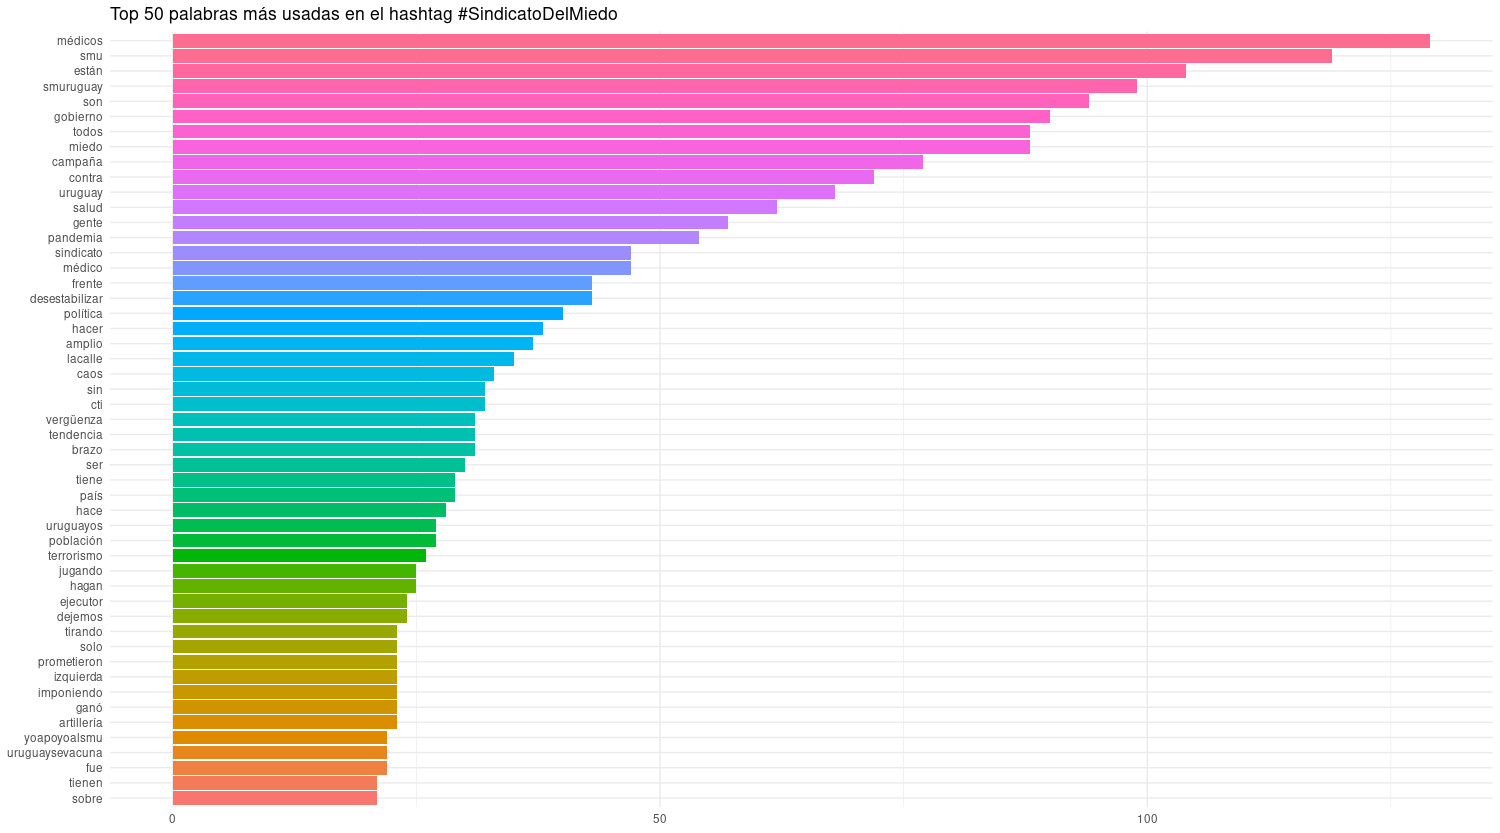 Top 50 palabras más usadas en el hashtag #SindicatoDelMiedo
médicos
smu
están
smuruguay
son
gobierno
todos
miedo
campaña
contra
uruguay
salud
gente
pandemia
sindicato
médico
frente
desestabilizar
política
hacer
amplio
lacalle
caos
sin
cti
vergüenza
tendencia
brazo
ser
tiene
país
hace
uruguayos
población
terrorismo
jugando
hagan
ejecutor
dejemos
tirando
solo
prometieron
izquierda
imponiendo
ganó
artillería
yoapoyoalsmu
uruguaysevacuna
fue
tienen
sobre
0 50 100